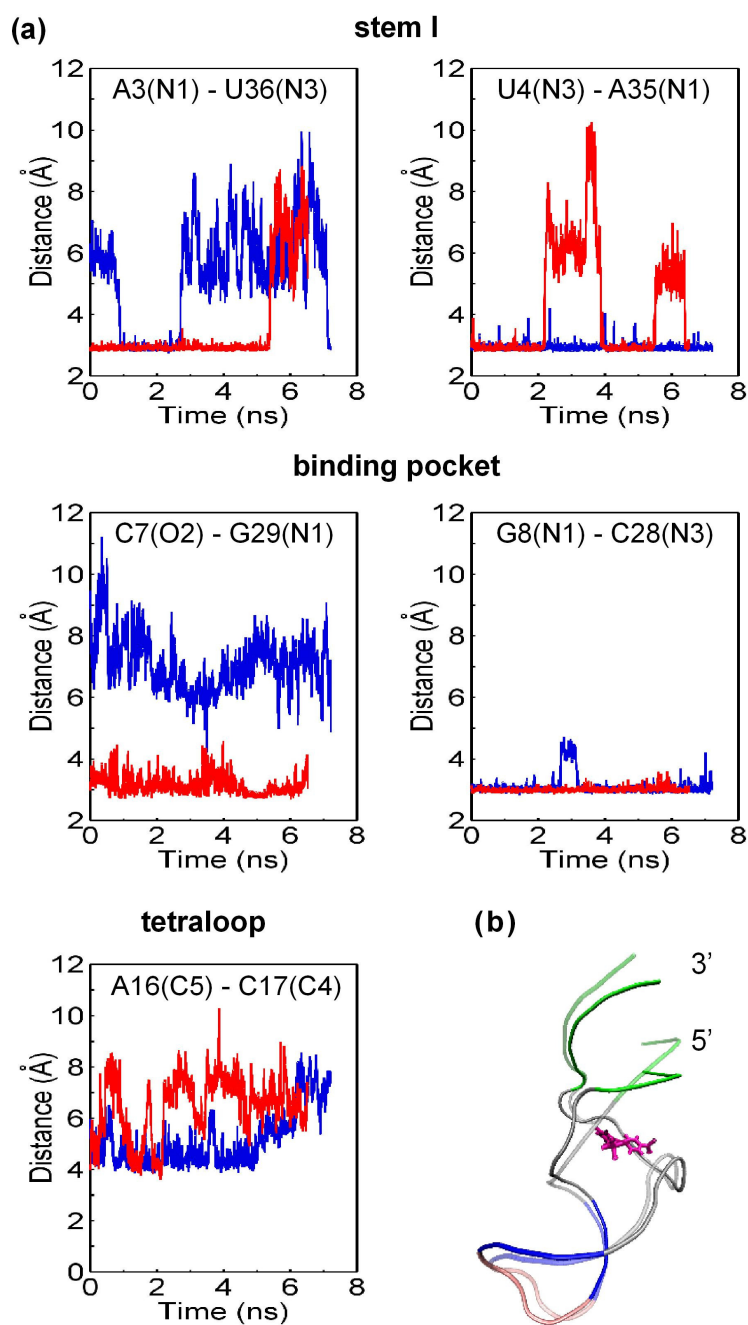 (a) stem I
A3(N1) - U36(N3)
Distance (Å)
12
10
8
6
4
2
0 2 4 6 8
Time (ns)
U4(N3) - A35(N1)
Distance (Å)
12
10
8
6
4
2
0 2 4 6 8
Time (ns)
binding pocket
C7(O2) - G29(N1)
Distance (Å)
12
10
8
6
4
2
0 2 4 6 8
Time (ns)
G8(N1) - C28(N3)
Distance (Å)
12
10
8
6
4
2
0 2 4 6 8
Time (ns)
tetraloop
A16(C5) - C17(C4)
Distance (Å)
12
10
8
6
4
2
0
0 2 4 6 8
Time (ns)
(b)
3’
5’